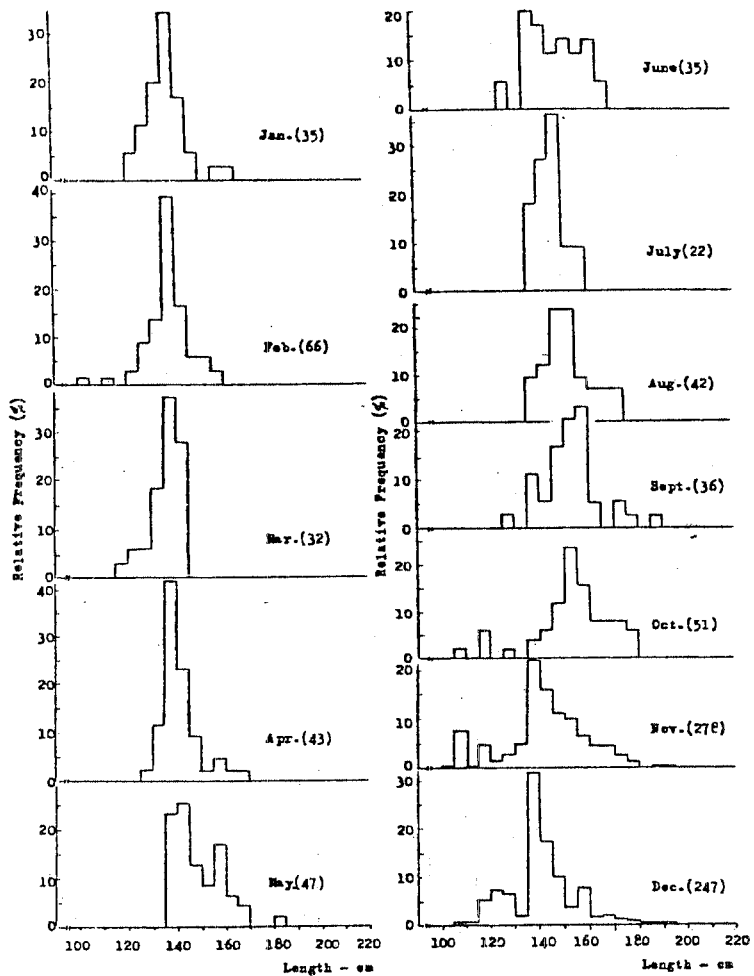 30
20
10
0
Jan.(35)
40
30
20
10
0
Feb.(66)
30
20
10
0
Mar.(32)
40
30
20
10
0
Apr.(43)
20
10
0
May(47)
100 120 140 160 180 200 220
Length - cm
Relative Frequency (%)
20%
10
0
June(35)
30
20
10
0
July(22)
20
10
0
Aug.(42)
20
10
0
Sept.(36)
20
10
0
Oct.(51)
20
10
0
Nov.(278)
30
20
10
0
Dec.(247)
100 120 140 160 180 200 220
Length - cm
Relative Frequency (%)